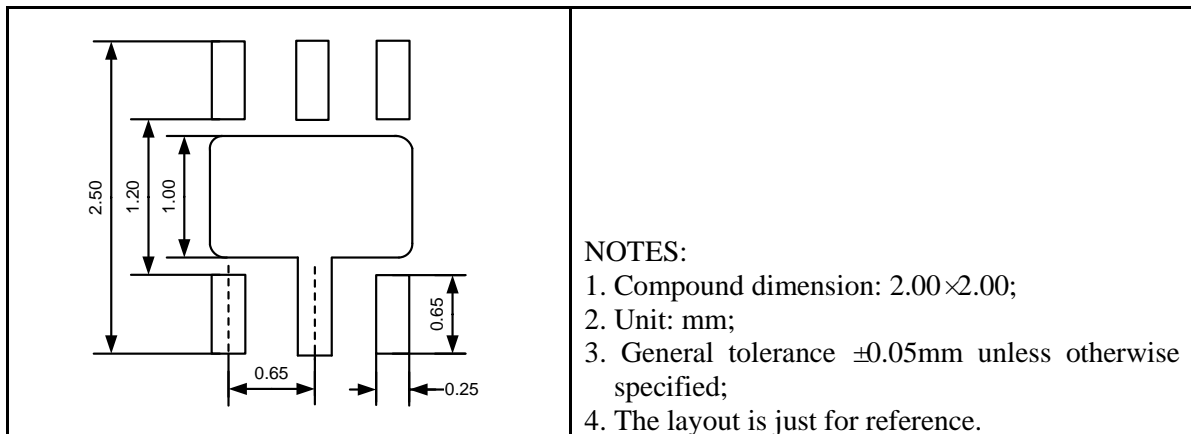 2.50
1.20
1.00
0.65
0.65
0.25
NOTES:
1. Compound dimension: 2.00×2.00;
2. Unit: mm;
3. General tolerance ±0.05mm unless otherwise
specified;
4. The layout is just for reference.